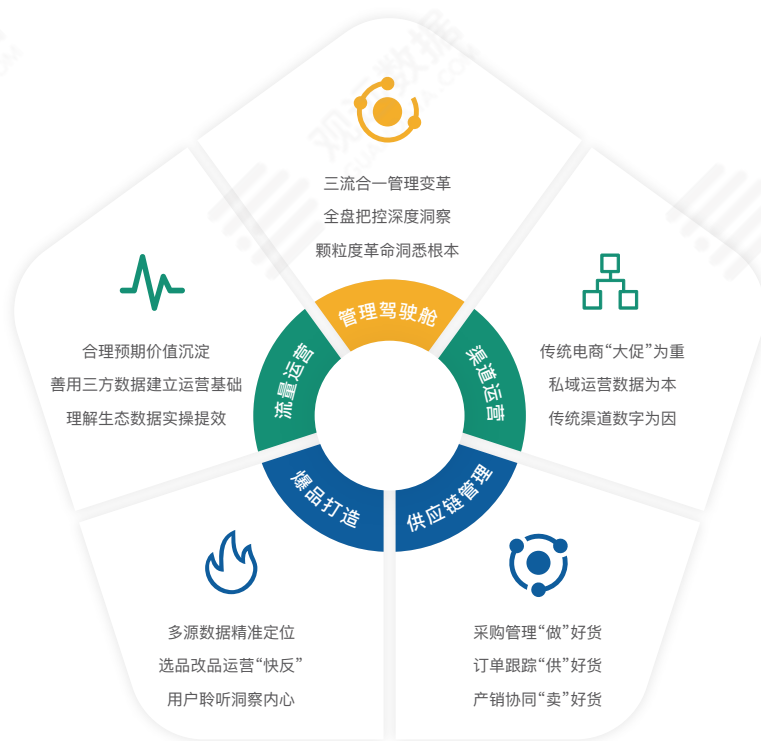 三流合一管理变革
全盘把控深度洞察
颗粒度革命洞悉根本
管理驾驶舱
合理预期价值沉淀
善用三方数据建立运营基础
理解生态数据实操提效
流量运营
传统电商“大促”为重
私域运营数据为本
传统渠道数字为因
渠道运营
爆品打造
多源数据精准定位
选品改品运营“快反”
用户聆听洞察内心
供应链管理
采购管理“做”好货
订单跟踪“供”好货
产销协同“卖”好货